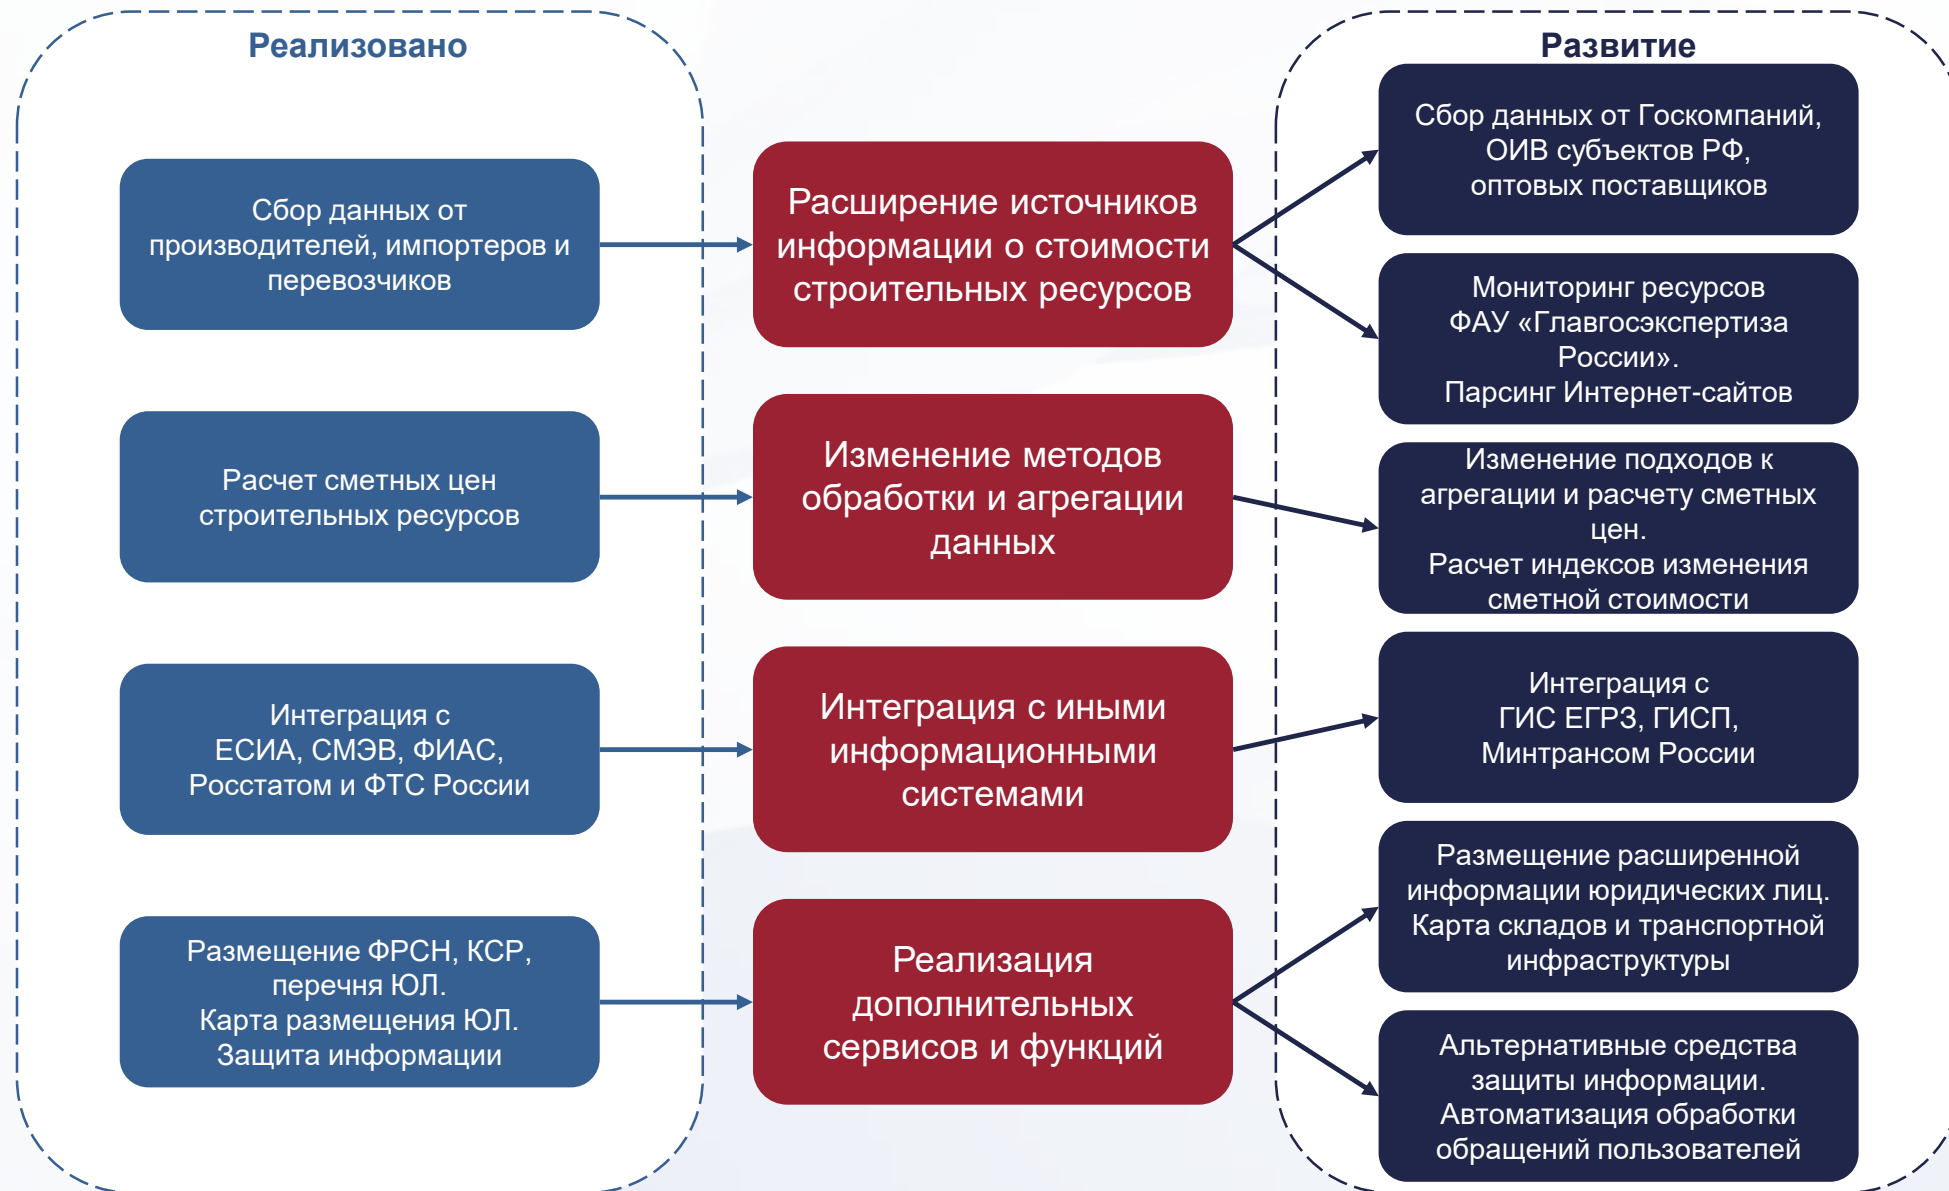 Реализовано
Сбор данных от
производителей, импортеров и
перевозчиков
Расчет сметных цен
строительных ресурсов
Интеграция с
ЕСИА, СМЭВ, ФИАС,
Росстатом и ФТС России
Размещение ФРСН, КСР,
перечня ЮЛ.
Карта размещения ЮЛ.
Защита информации
Расширение источников
информации о стоимости
строительных ресурсов
Изменение методов
обработки и агрегации
данных
Интеграция с иными
информационными
системами
Реализация
дополнительных
сервисов и функций
Развитие
Сбор данных от Госкомпаний,
ОИВ субъектов РФ,
оптовых поставщиков
Мониторинг ресурсов
ФАУ «Главгосэкспертиза
России».
Парсинг Интернет-сайтов
Изменение подходов к
агрегации и расчету сметных
цен.
Расчет индексов изменения
сметной стоимости
Интеграция с
ГИС ЕГРЗ, ГИСП,
Минтрансом России
Размещение расширенной
информации юридических лиц.
Карта складов и транспортной
инфраструктуры
Альтернативные средства
защиты информации.
Автоматизация обработки
обращений пользователей